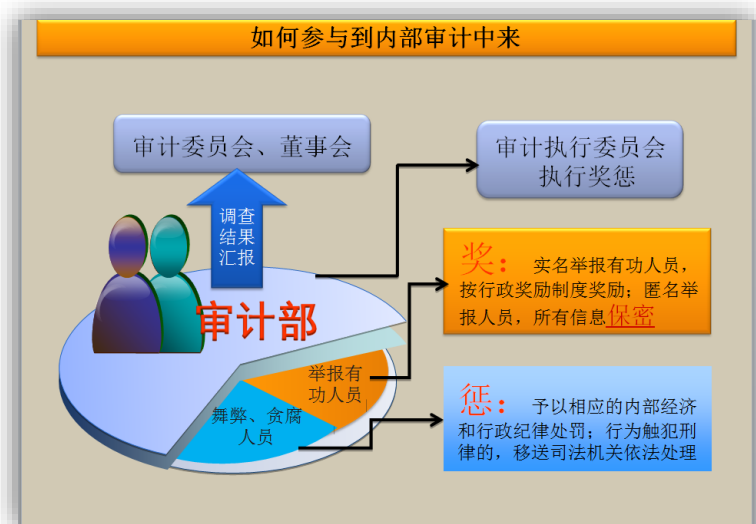 如何参与到内部审计中来
审计委员会、董事会
审计执行委员会
执行奖惩
调查
结果
汇报
审计部
奖： 实名举报有功人员，
按行政奖励制度奖励；匿名举
报人员，所有信息保密
举报有
功人员
舞弊、贪腐
人员
惩： 予以相应的内部经济
和行政纪律处罚；行为触犯刑
律的，移送司法机关依法处理